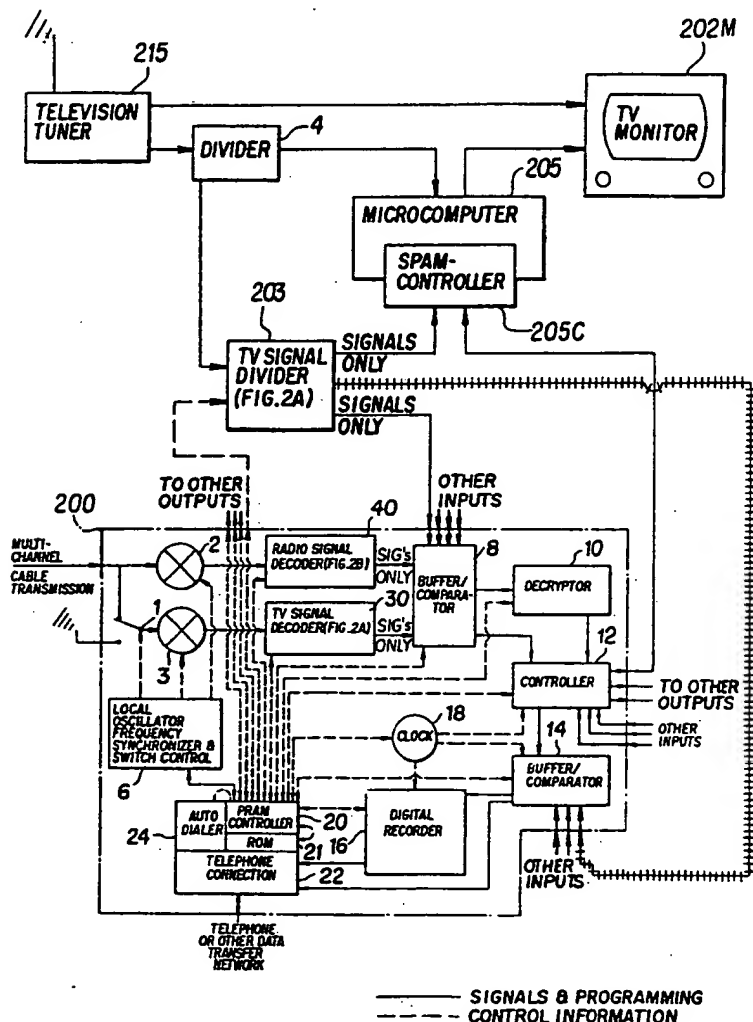 215
TELEVISION
TUNER
4
DIVIDER
202M
TV
MONITOR
205
MICROCOMPUTER
SPAM-
CONTROLLER
205C
203
TV SIGNAL
DIVIDER
(FIG.2A)
SIGNALS
ONLY
SIGNALS
ONLY
TO OTHER
OUTPUTS
OTHER
INPUTS
200
MULTI-
CHANNEL
CABLE
TRANSMISSION
2
40
RADIO SIGNAL
DECODER(FIG.2B)
SIG's
ONLY
8
BUFFER/
COMPARA-
TOR
10
DECRYPTOR
1
3
30
TV SIGNAL
DECODER(FIG.2A)
SIG's
ONLY
12
CONTROLLER
TO OTHER
OUTPUTS
OTHER
INPUTS
LOCAL
OSCILLATOR
FREQUENCY
SYNCHRONIZER &
SWITCH CONTROL
6
18
CLOCK
14
BUFFER/
COMPARATOR
24
AUTO
DIALER
PRAM
CONTROLLER
20
ROM
21
TELEPHONE
CONNECTION
22
16
DIGITAL
RECORDER
OTHER
INPUTS
TELEPHONE
OR OTHER DATA
TRANSFER
NETWORK
SIGNALS & PROGRAMMING
CONTROL INFORMATION